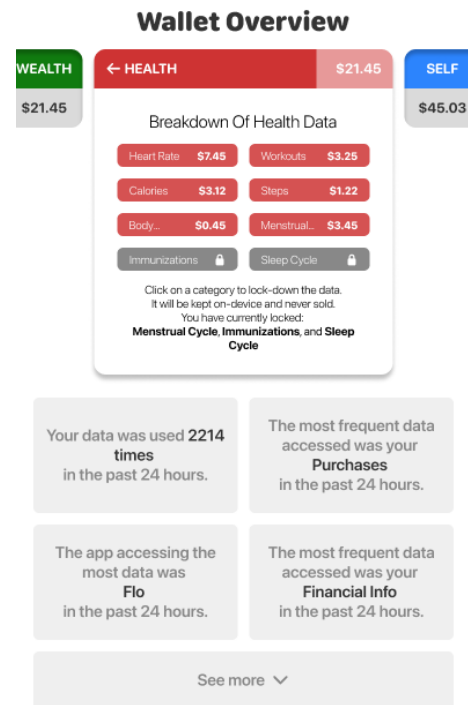 Wallet Overview
WEALTH
$21.45
← HEALTH $21.45
SELF
$45.03
Breakdown Of Health Data
Heart Rate $7.45 Workouts $3.25
Calories $3.12 Steps $1.22
Body... $0.45 Menstrual... $3.45
Immunizations Sleep Cycle
Click on a category to lock-down the data.
It will be kept on-device and never sold.
You have currently locked:
Menstrual Cycle, Immunizations, and Sleep
Cycle
Your data was used 2214
times
in the past 24 hours.
The most frequent data
accessed was your
Purchases
in the past 24 hours.
The app accessing the
most data was
Flo
in the past 24 hours.
The most frequent data
accessed was your
Financial Info
in the past 24 hours.
See more